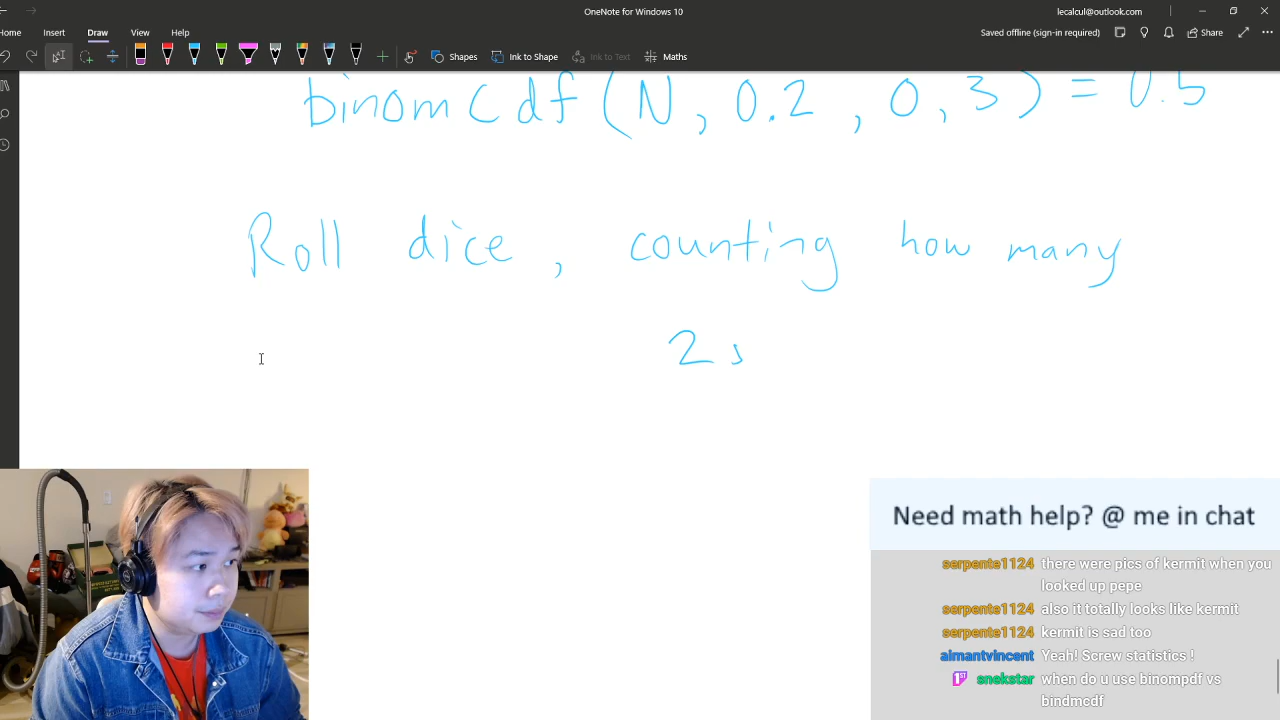 OneNote for Windows 10
lecalcul@outlook.com
Home Insert Draw View Help
Saved offline (sign-in required) Share
Shapes Ink to Shape Ink to Text Maths
binomCdf(N, 0.2, 0, 3) = 0.5
Roll dice, counting how many
2s
Need math help? @ me in chat
serpente1124 there were pics of kermit when you
looked up pepe
serpente1124 also it totally looks like kermit
serpente1124 kermit is sad too
aimantvincent Yeah! Screw statistics !
1ST snekstar when do u use binompdf vs
bindmcdf